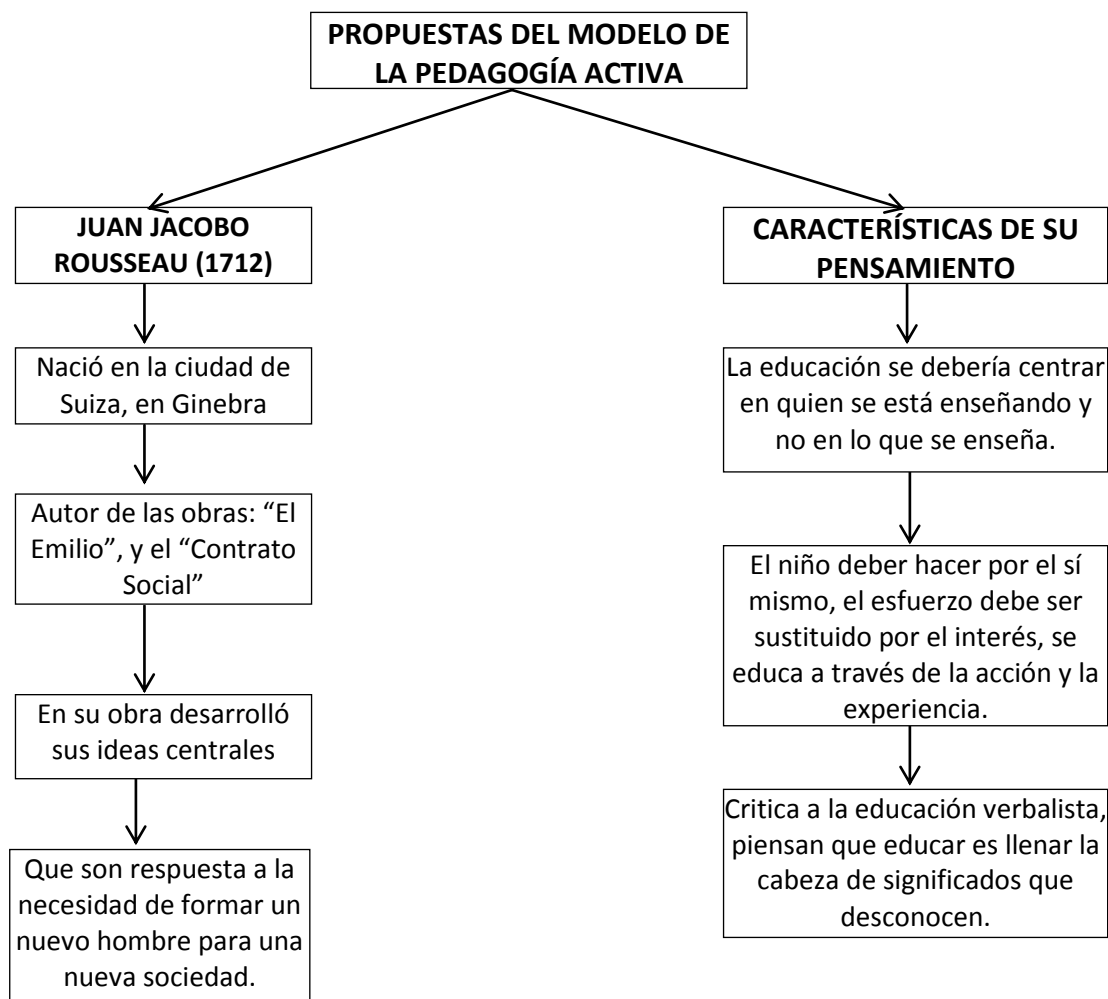 PROPUESTAS DEL MODELO DE
LA PEDAGOGÍA ACTIVA
JUAN JACOBO
ROUSSEAU (1712)
Nació en la ciudad de
Suiza, en Ginebra
Autor de las obras: “El
Emilio”, y el “Contrato
Social”
En su obra desarrolló
sus ideas centrales
Que son respuesta a la
necesidad de formar un
nuevo hombre para una
nueva sociedad.
CARACTERÍSTICAS DE SU
PENSAMIENTO
La educación se debería centrar
en quien se está enseñando y
no en lo que se enseña.
El niño deber hacer por el sí
mismo, el esfuerzo debe ser
sustituido por el interés, se
educa a través de la acción y la
experiencia.
Critica a la educación verbalista,
piensan que educar es llenar la
cabeza de significados que
desconocen.